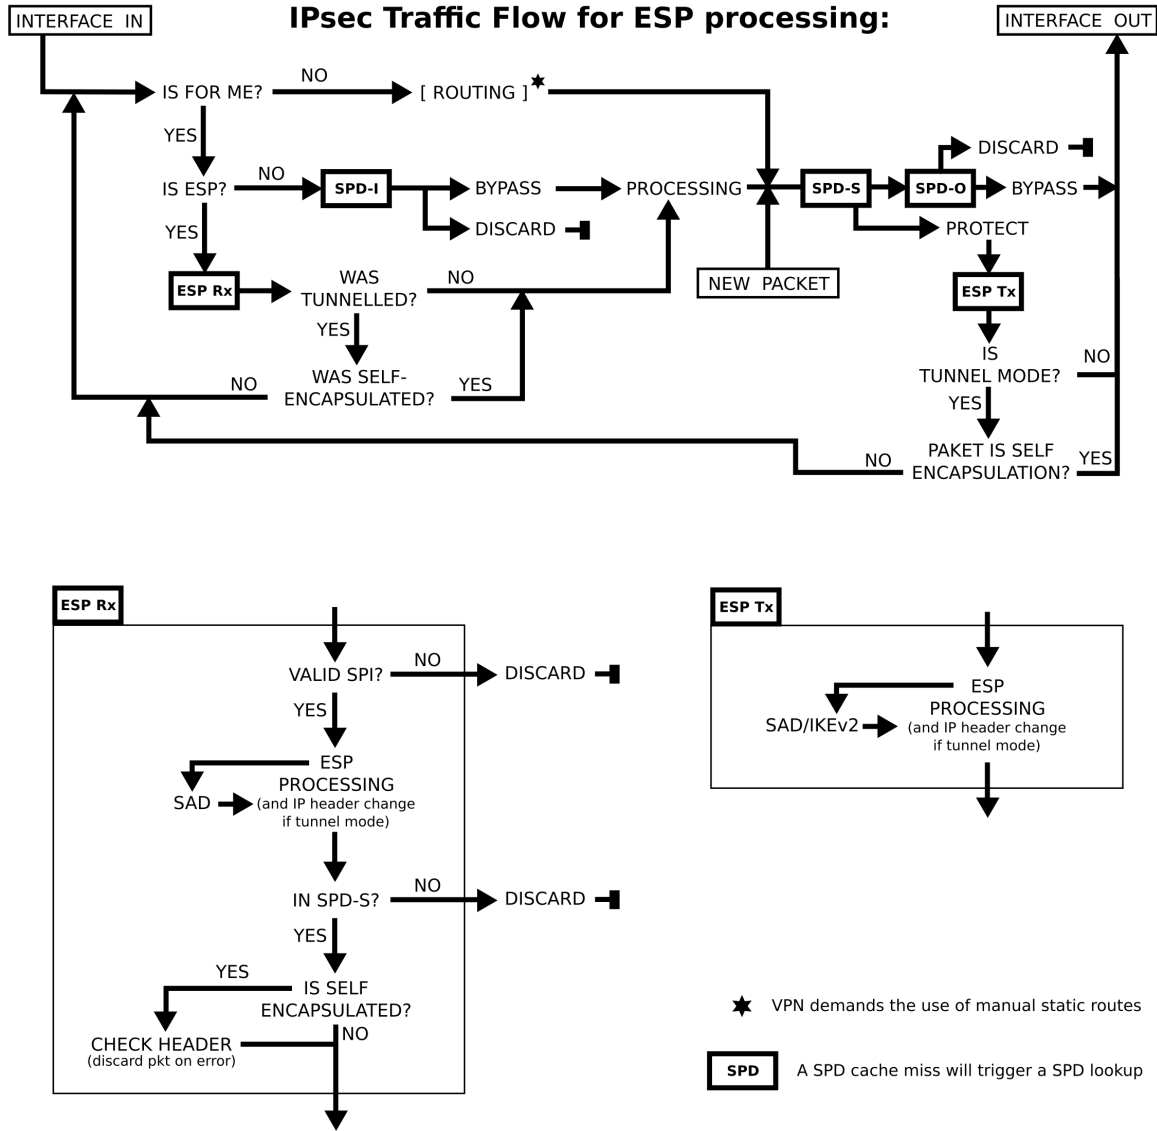 IPsec Traffic Flow for ESP processing:
INTERFACE IN
INTERFACE OUT
IS FOR ME?
NO
[ ROUTING ]
YES
IS ESP?
NO
SPD-I
BYPASS
PROCESSING
SPD-S
SPD-O
DISCARD
BYPASS
DISCARD
PROTECT
YES
ESP Rx
WAS
TUNNELLED?
NO
NEW PACKET
ESP Tx
YES
WAS SELF-
ENCAPSULATED?
NO
YES
IS
TUNNEL MODE?
NO
YES
PAKET IS SELF
ENCAPSULATION?
NO
YES
ESP Rx
VALID SPI?
NO
DISCARD
YES
ESP
PROCESSING
(and IP header change
if tunnel mode)
SAD
IN SPD-S?
NO
DISCARD
YES
IS SELF
ENCAPSULATED?
YES
NO
CHECK HEADER
(discard pkt on error)
ESP Tx
ESP
PROCESSING
(and IP header change
if tunnel mode)
SAD/IKEv2
VPN demands the use of manual static routes
SPD
A SPD cache miss will trigger a SPD lookup